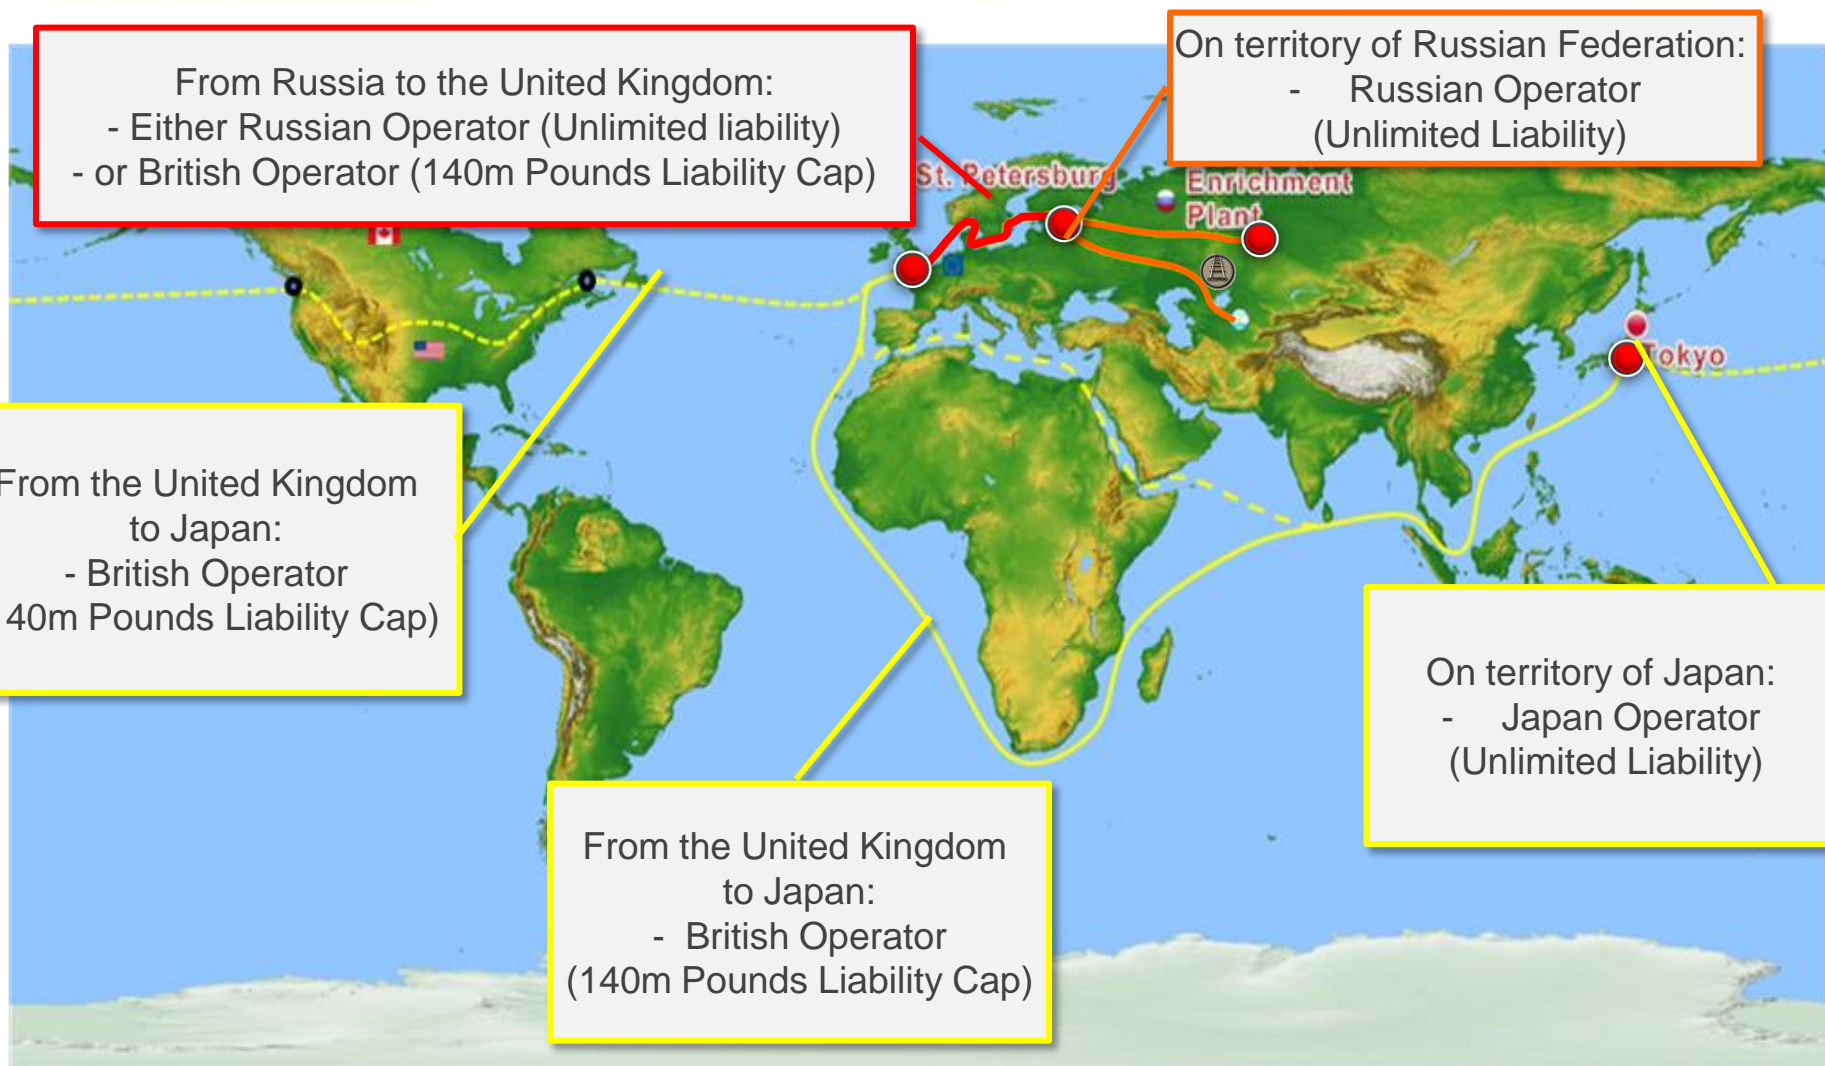 From Russia to the United Kingdom:
- Either Russian Operator (Unlimited liability)
- or British Operator (140m Pounds Liability Cap)
On territory of Russian Federation:
- Russian Operator
(Unlimited Liability)
St. Petersburg
Enrichment
Plant
Tokyo
From the United Kingdom
to Japan:
- British Operator
40m Pounds Liability Cap)
On territory of Japan:
- Japan Operator
(Unlimited Liability)
From the United Kingdom
to Japan:
- British Operator
(140m Pounds Liability Cap)